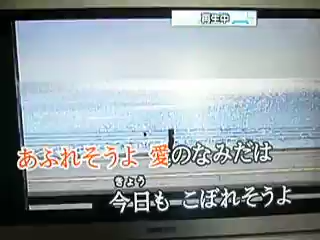 再生中
あふれそうよ 愛のなみだは
きょう
今日も こぼれそうよ